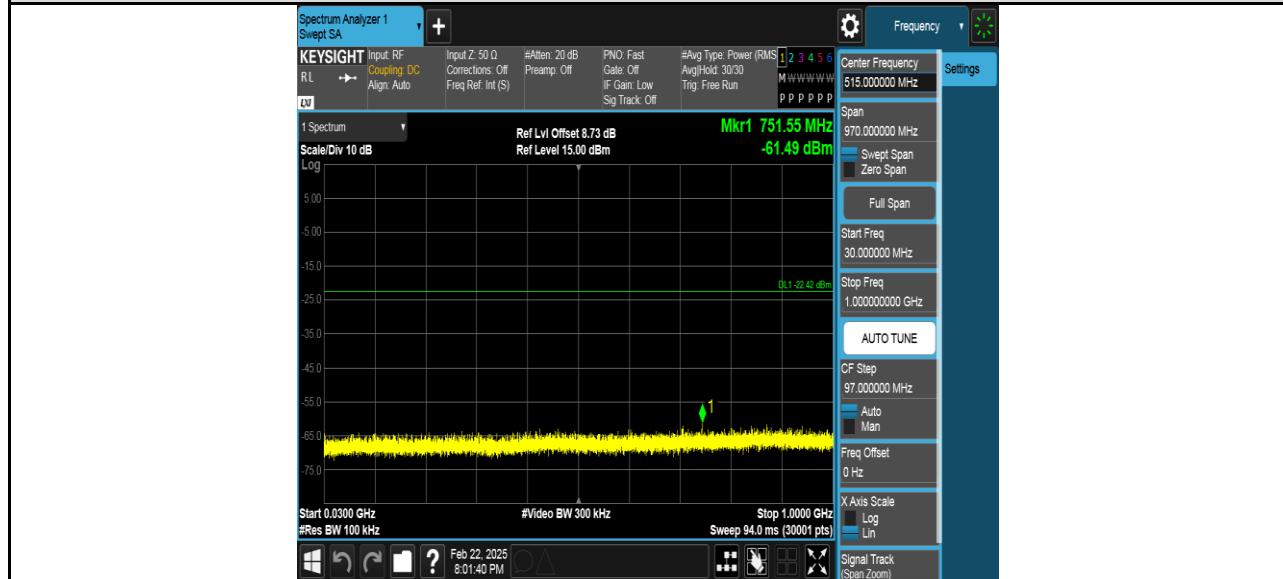 Spectrum Analyzer 1
Swept SA
+
Frequency
KEYSIGHT
RL
LXI
Input: RF
Coupling: DC
Align: Auto
Input Z: 50 Ω
Corrections: Off
Freq Ref: Int (S)
#Atten: 20 dB
Preamp: Off
PNO: Fast
Gate: Off
IF Gain: Low
Sig Track: Off
#Avg Type: Power (RMS
Avg|Hold: 30/30
Trig: Free Run
1 2 3 4 5 6
M W W W W W
P P P P P P
1 Spectrum
Scale/Div 10 dB
Log
Ref Lvl Offset 8.73 dB
Ref Level 15.00 dBm
Mkr1 751.55 MHz
-61.49 dBm
5.00
-5.00
-15.0
DL1 -22.42 dBm
-25.0
-35.0
-45.0
-55.0
1
-65.0
-75.0
Start 0.0300 GHz
#Res BW 100 kHz
#Video BW 300 kHz
Stop 1.0000 GHz
Sweep 94.0 ms (30001 pts)
?
Feb 22, 2025
8:01:40 PM
Center Frequency
515.000000 MHz
Settings
Span
970.000000 MHz
Swept Span
Zero Span
Full Span
Start Freq
30.000000 MHz
Stop Freq
1.000000000 GHz
AUTO TUNE
CF Step
97.000000 MHz
Auto
Man
Freq Offset
0 Hz
X Axis Scale
Log
Lin
Signal Track
(Span Zoom)